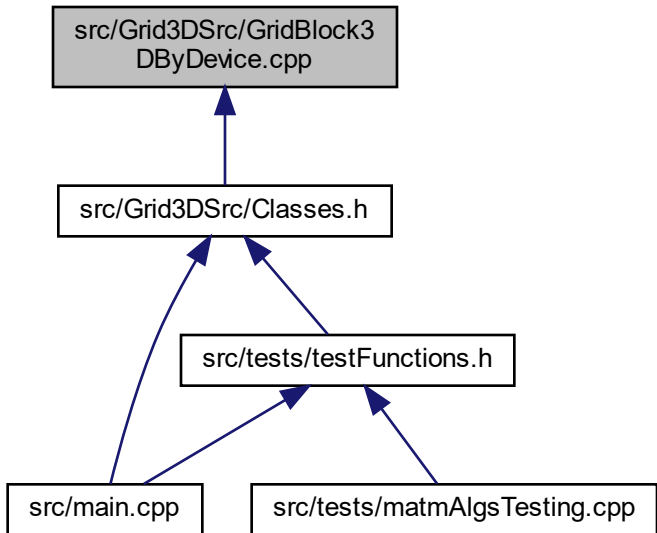 src/Grid3DSrc/GridBlock3
DByDevice.cpp
src/Grid3DSrc/Classes.h
src/tests/testFunctions.h
src/main.cpp
src/tests/matmAlgsTesting.cpp